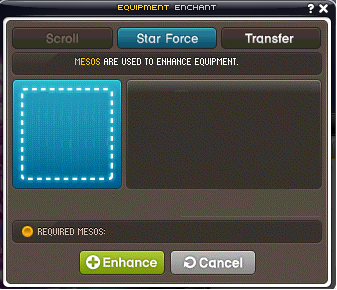 EQUIPMENT ENCHANT
Scroll
Star Force
Transfer
MESOS ARE USED TO ENHANCE EQUIPMENT.
REQUIRED MESOS:
Enhance
Cancel